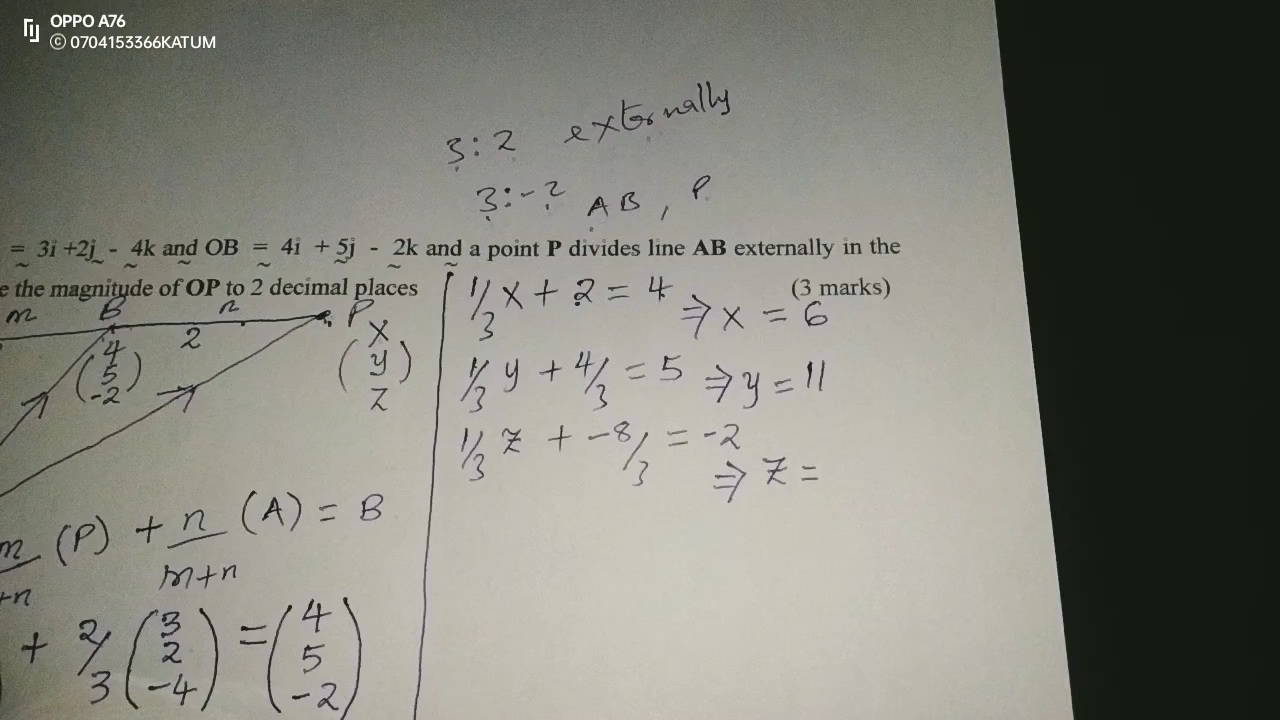 OPPO A76
© 0704153366KATUM
3:2 externally
3:-2 AB, P
= 3i +2j - 4k and OB = 4i + 5j - 2k and a point P divides line AB externally in the
e the magnitude of OP to 2 decimal places (3 marks)
m B n P
2
(4 5 -2) (x y z)
1/3 x + 2 = 4 ⇒ x = 6
1/3 y + 4/3 = 5 ⇒ y = 11
1/3 z + -8/3 = -2
⇒ z =
m (P) + n/m+n (A) = B
+n
+ 2/3 (3 2 -4) = (4 5 -2)